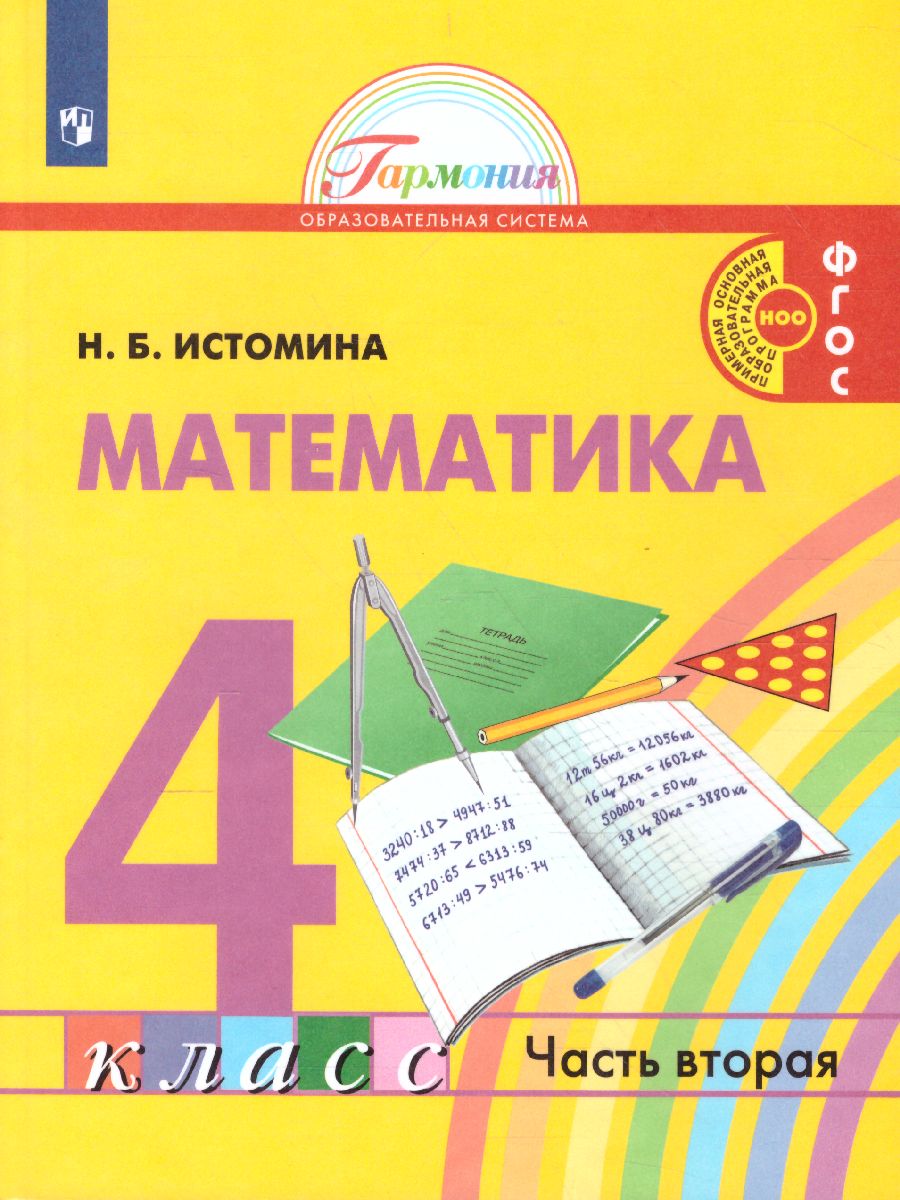 ИП
Гармония
ОБРАЗОВАТЕЛЬНАЯ СИСТЕМА
ПРИМЕРНАЯ ОСНОВНАЯ
ОБРАЗОВАТЕЛЬНАЯ
ПРОГРАММА
НОО
ФГОС
Н. Б. ИСТОМИНА
МАТЕМАТИКА
4
ТЕТРАДЬ
12т 56кг = 12056кг
16ц 2кг = 1602кг
50000г = 50кг
38ц 80кг = 3880кг
3240:18 > 4947:51
7474:37 > 8712:88
5720:65 < 6313:59
6713:49 > 5476:74
класс
Часть вторая